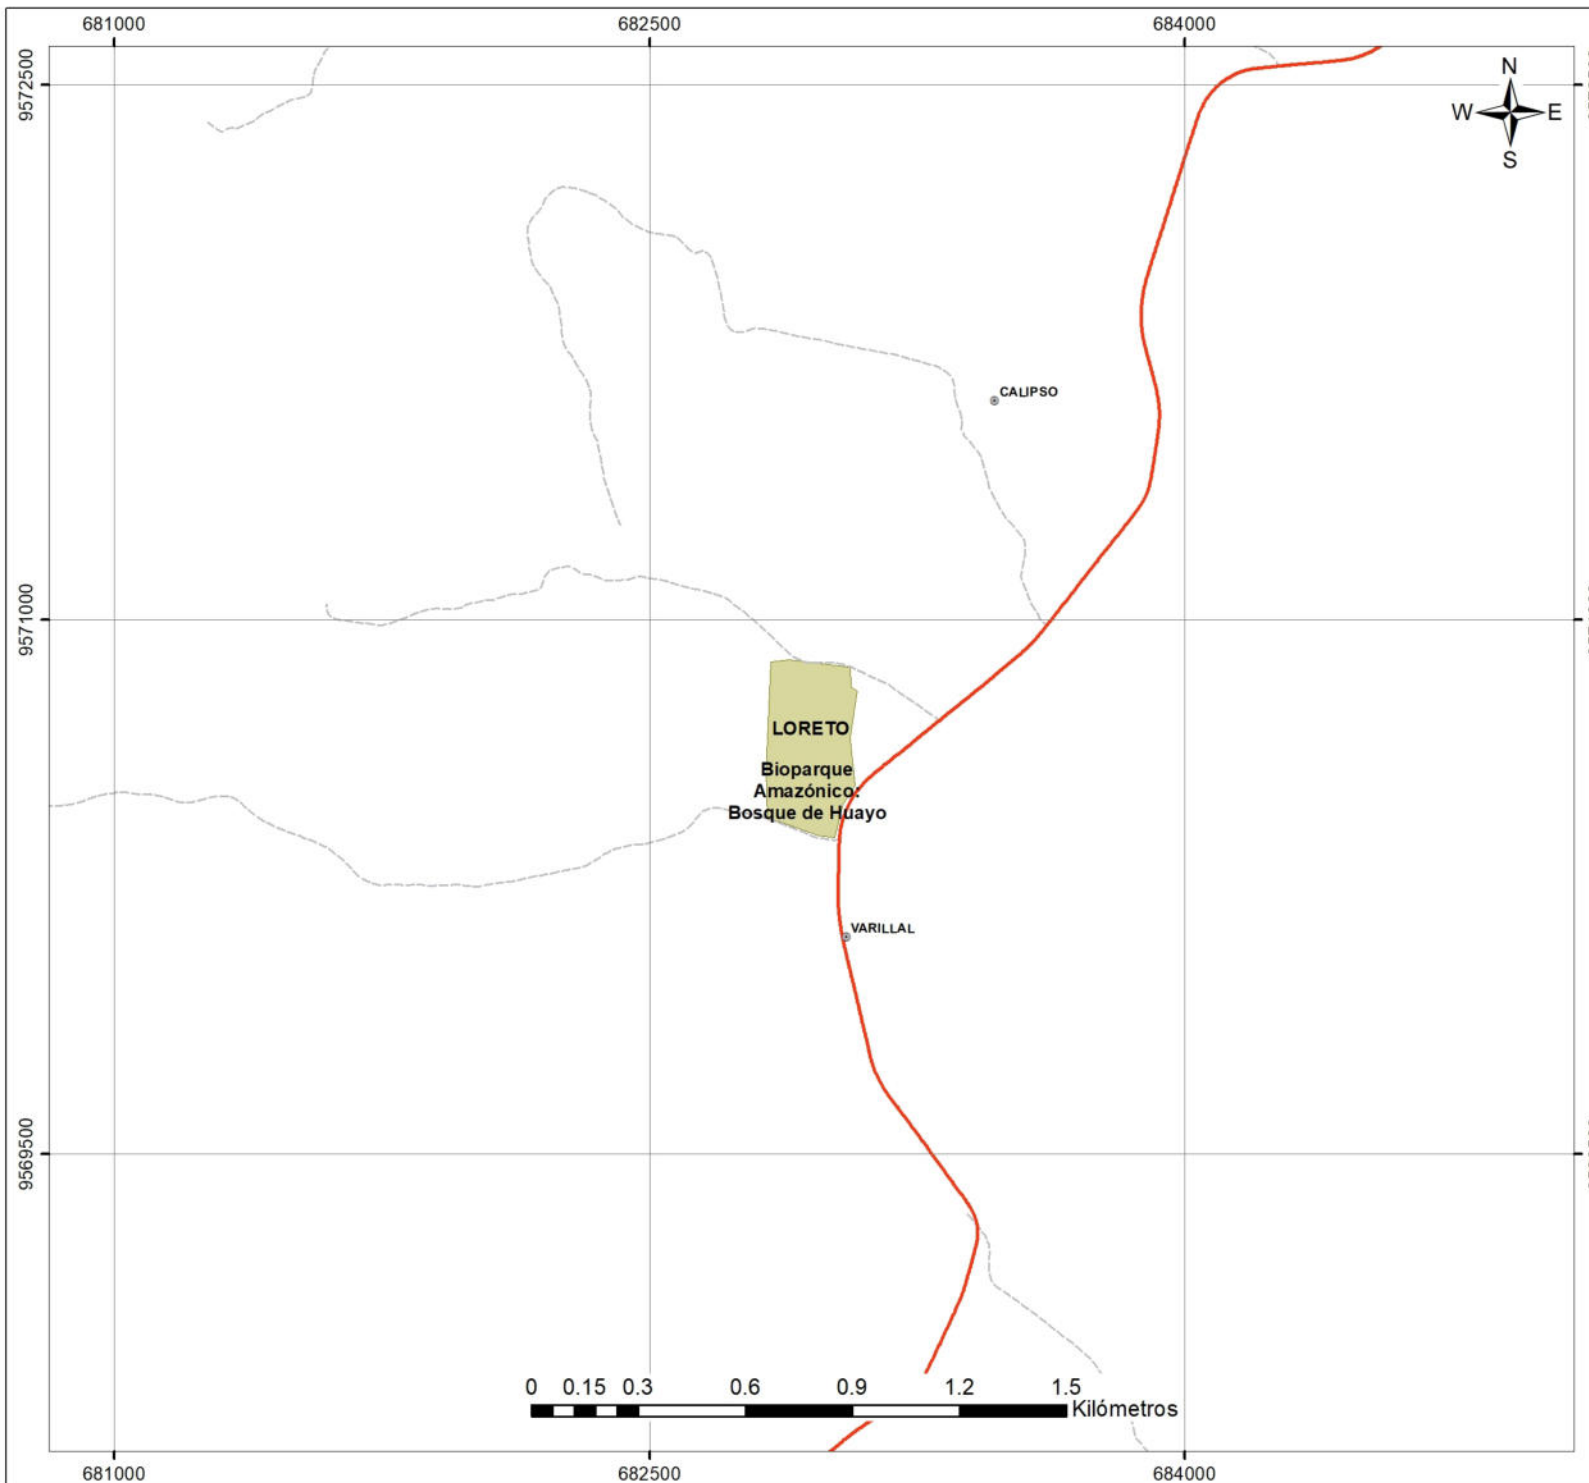 681000 682500 684000
9572500
N
W E
S
CALIPSO
9571000
LORETO
Bioparque
Amazónico:
Bosque de Huayo
VARILLAL
9569500
0 0.15 0.3 0.6 0.9 1.2 1.5
Kilómetros
681000 682500 684000